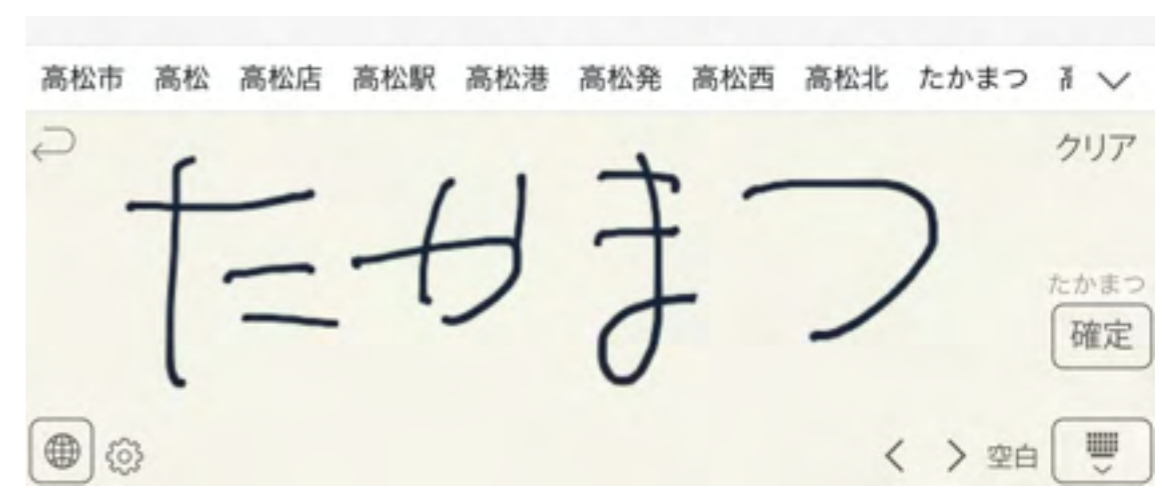 高松市 高松 高松店 高松駅 高松港 高松発 高松西 高松北 たかまつ
クリア
たかまつ
たかまつ
確定
空白